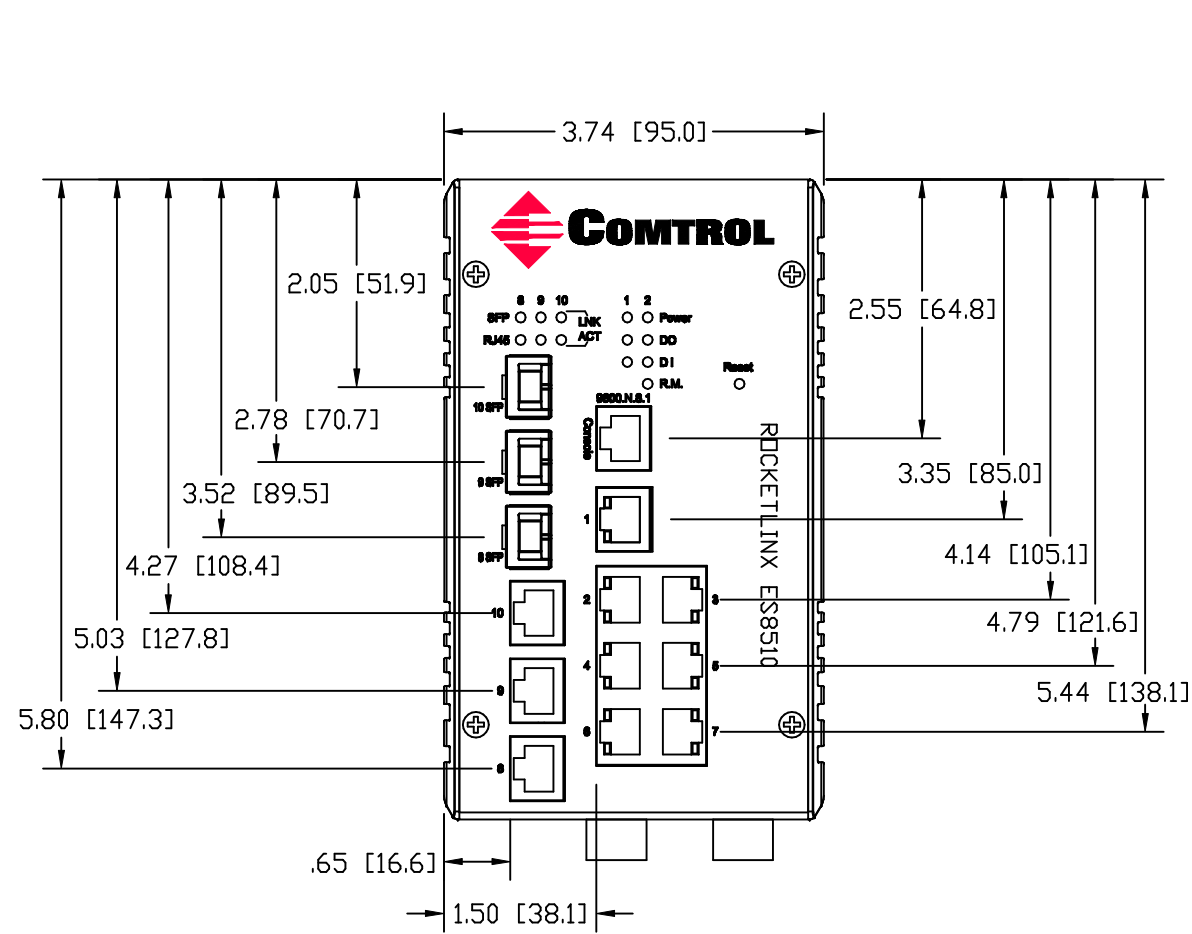 3.74 [95.0]
COMTROL
2.05 [51.9]
2.55 [64.8]
8 9 10
1 2
SFP
LNK
Power
RJ45
ACT
DO
DI
Reset
R.M.
9600.N.8.1
10 SFP
2.78 [70.7]
Console
ROCKETLINX ES8510
3.35 [85.0]
9 SFP
3.52 [89.5]
1
4.14 [105.1]
8 SFP
4.27 [108.4]
2
3
10
4.79 [121.6]
5.03 [127.8]
4
5
9
5.44 [138.1]
5.80 [147.3]
6
7
8
.65 [16.6]
1.50 [38.1]